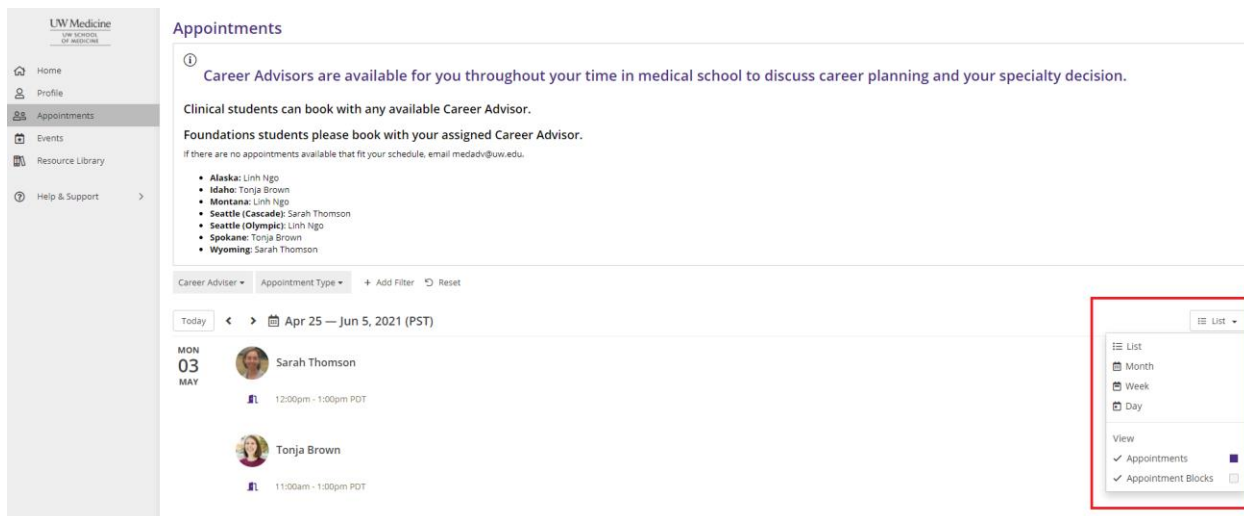 UW Medicine
UW SCHOOL
OF MEDICINE
Home
Profile
Appointments
Events
Resource Library
Help & Support
Appointments
Career Advisors are available for you throughout your time in medical school to discuss career planning and your specialty decision.
Clinical students can book with any available Career Advisor.
Foundations students please book with your assigned Career Advisor.
If there are no appointments available that fit your schedule, email medadv@uw.edu.
Alaska: Linh Ngo
Idaho: Tonja Brown
Montana: Linh Ngo
Seattle (Cascade): Sarah Thomson
Seattle (Olympic): Linh Ngo
Spokane: Tonja Brown
Wyoming: Sarah Thomson
Career Adviser Appointment Type + Add Filter Reset
Today Apr 25 — Jun 5, 2021 (PST) List
MON
03
MAY
Sarah Thomson
12:00pm - 1:00pm PDT
Tonja Brown
11:00am - 1:00pm PDT
List
Month
Week
Day
View
Appointments
Appointment Blocks